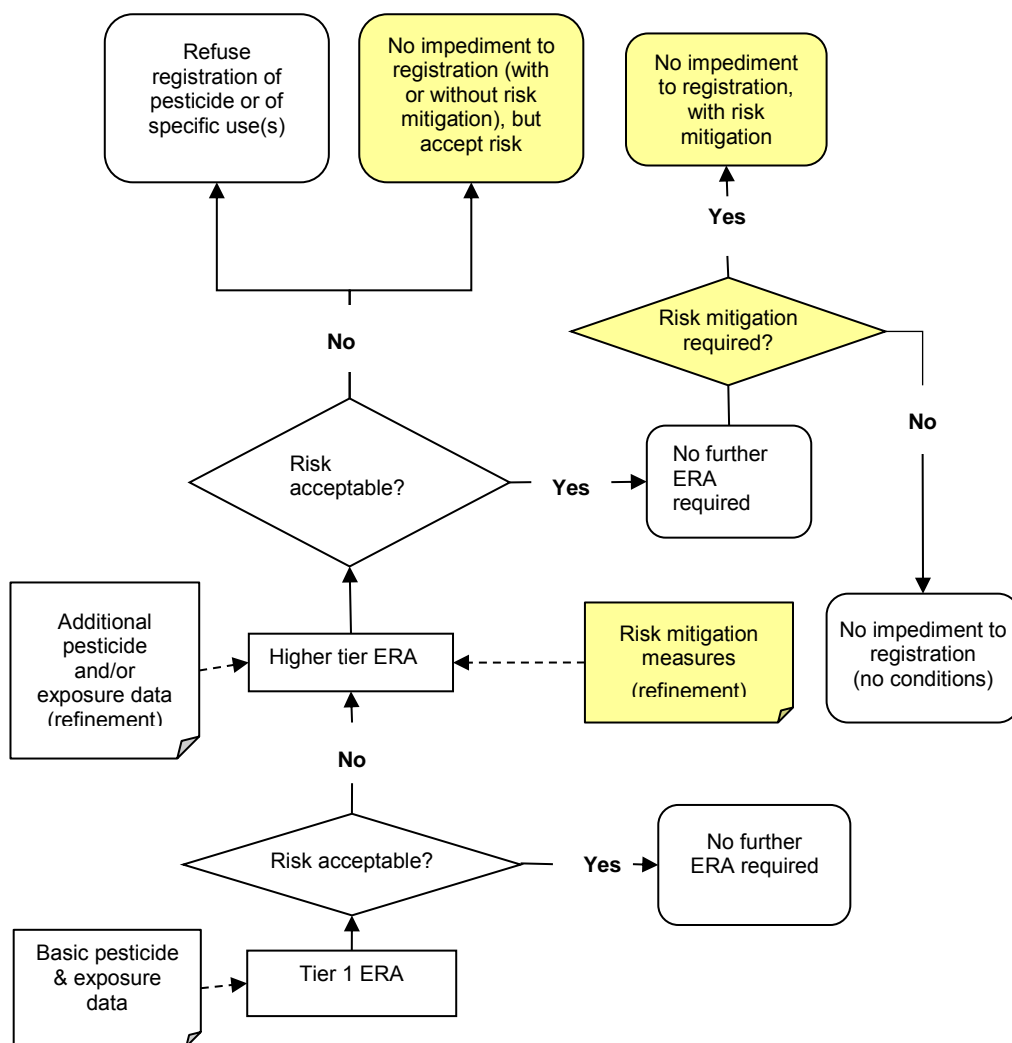 Refuse
registration of
pesticide or of
specific use(s)
No impediment to
registration (with
or without risk
mitigation), but
accept risk
No impediment
to registration,
with risk
mitigation
Yes
Risk mitigation
required?
No
No
Risk
acceptable?
Yes
No further
ERA
required
Additional
pesticide
and/or
exposure data
(refinement)
Higher tier ERA
Risk mitigation
measures
(refinement)
No impediment to
registration
(no conditions)
No
Risk acceptable?
Yes
No further
ERA required
Basic pesticide
& exposure
data
Tier 1 ERA